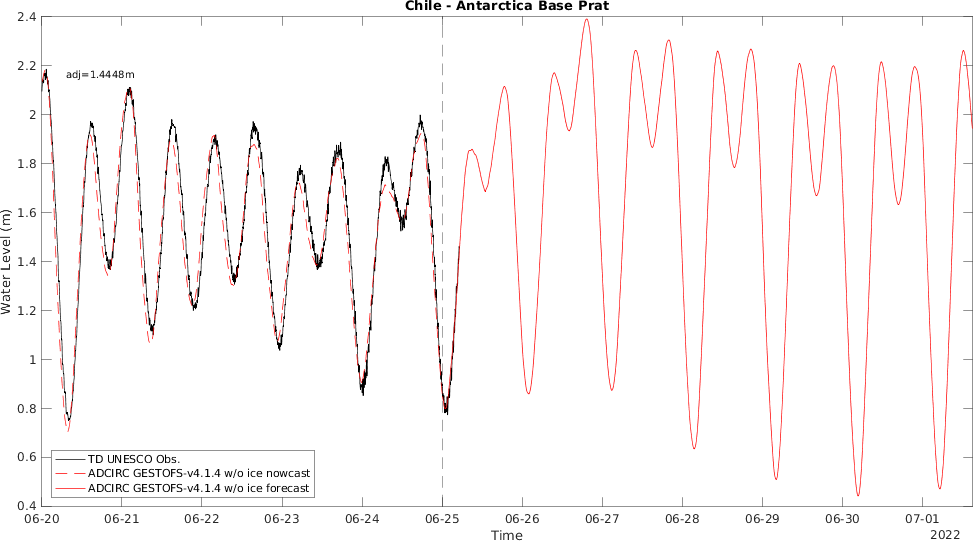 Chile - Antarctica Base Prat
2.4
2.2
2
1.8
1.6
1.4
1.2
1
0.8
0.6
0.4
Water Level (m)
adj=1.4448m
TD UNESCO Obs.
ADCIRC GESTOFS-v4.1.4 w/o ice nowcast
ADCIRC GESTOFS-v4.1.4 w/o ice forecast
06-20 06-21 06-22 06-23 06-24 06-25 06-26 06-27 06-28 06-29 06-30 07-01
Time
2022